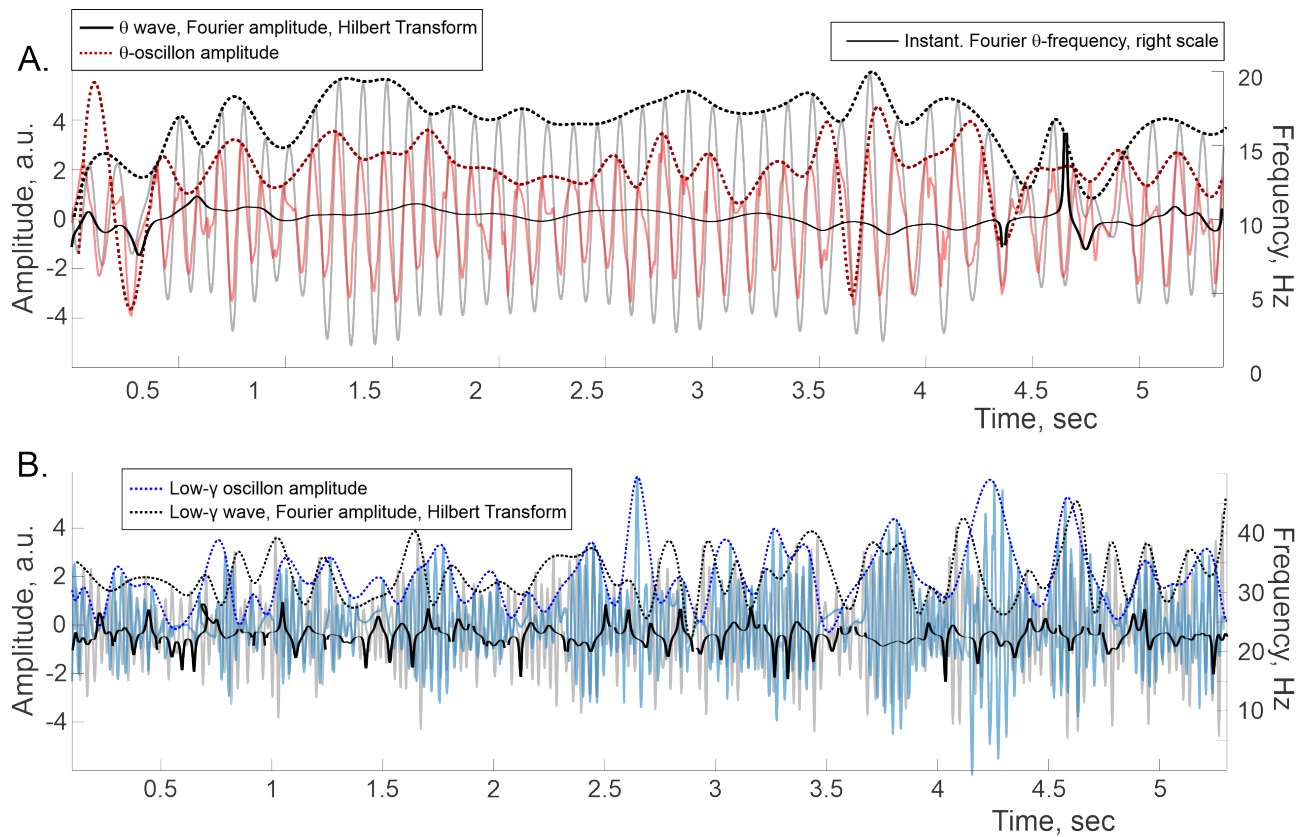 A.
θ wave, Fourier amplitude, Hilbert Transform
θ-oscillon amplitude
Instant. Fourier θ-frequency, right scale
Amplitude, a.u.
4
2
0
-2
-4
20
15
10
5
0
Frequency, Hz
0.5 1 1.5 2 2.5 3 3.5 4 4.5 5
Time, sec
B.
Low-γ oscillon amplitude
Low-γ wave, Fourier amplitude, Hilbert Transform
Amplitude, a.u.
4
2
0
-2
-4
40
30
20
10
Frequency, Hz
0.5 1 1.5 2 2.5 3 3.5 4 4.5 5
Time, sec